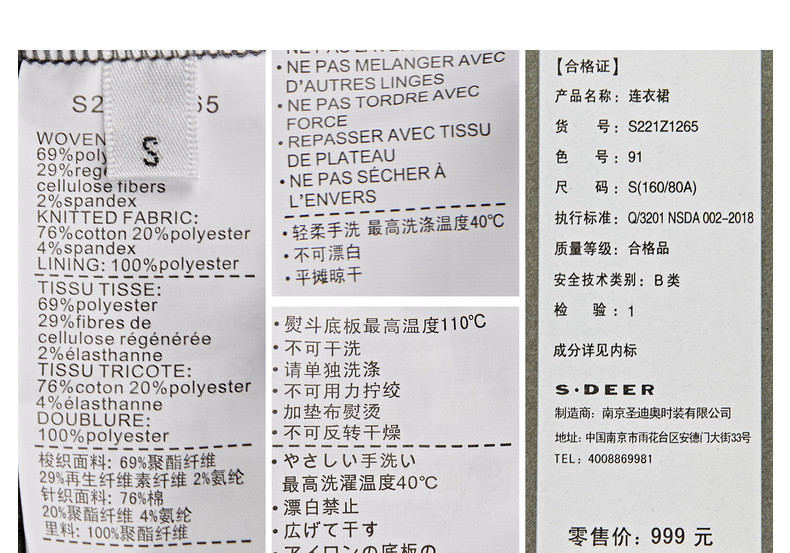 S
WOVEN
69%poly
29%rege
cellulose fibers
2%spandex
KNITTED FABRIC:
76%cotton 20%polyester
4%spandex
LINING: 100%polyester
TISSU TISSE:
69%polyester
29%fibres de
cellulose régénérée
2%élasthanne
TISSU TRICOTE:
76%coton 20%polyester
4%élasthanne
DOUBLURE:
100%polyester
梭织面料: 69%聚酯纤维
29%再生纤维素纤维 2%氨纶
针织面料: 76%棉
20%聚酯纤维 4%氨纶
里料: 100%聚酯纤维
• NE PAS MELANGER AVEC
D'AUTRES LINGES
• NE PAS TORDRE AVEC
FORCE
• REPASSER AVEC TISSU
DE PLATEAU
• NE PAS SÉCHER À
L'ENVERS
• 轻柔手洗 最高洗涤温度40℃
• 不可漂白
• 平摊晾干
• 熨斗底板最高温度110℃
• 不可干洗
• 请单独洗涤
• 不可用力拧绞
• 加垫布熨烫
• 不可反转干燥
• やさしい手洗い
最高洗濯温度40℃
• 漂白禁止
• 広げて干す
• アイロンの底板の
【合格证】
产品名称: 连衣裙
货 号: S221Z1265
色 号: 91
尺 码: S(160/80A)
执行标准: Q/3201 NSDA 002-2018
质量等级: 合格品
安全技术类别: B 类
检 验: 1
成分详见内标
S·DEER
制造商: 南京圣迪奥时装有限公司
地址: 中国南京市雨花台区安德门大街33号
TEL: 4008869981
零售价: 999 元